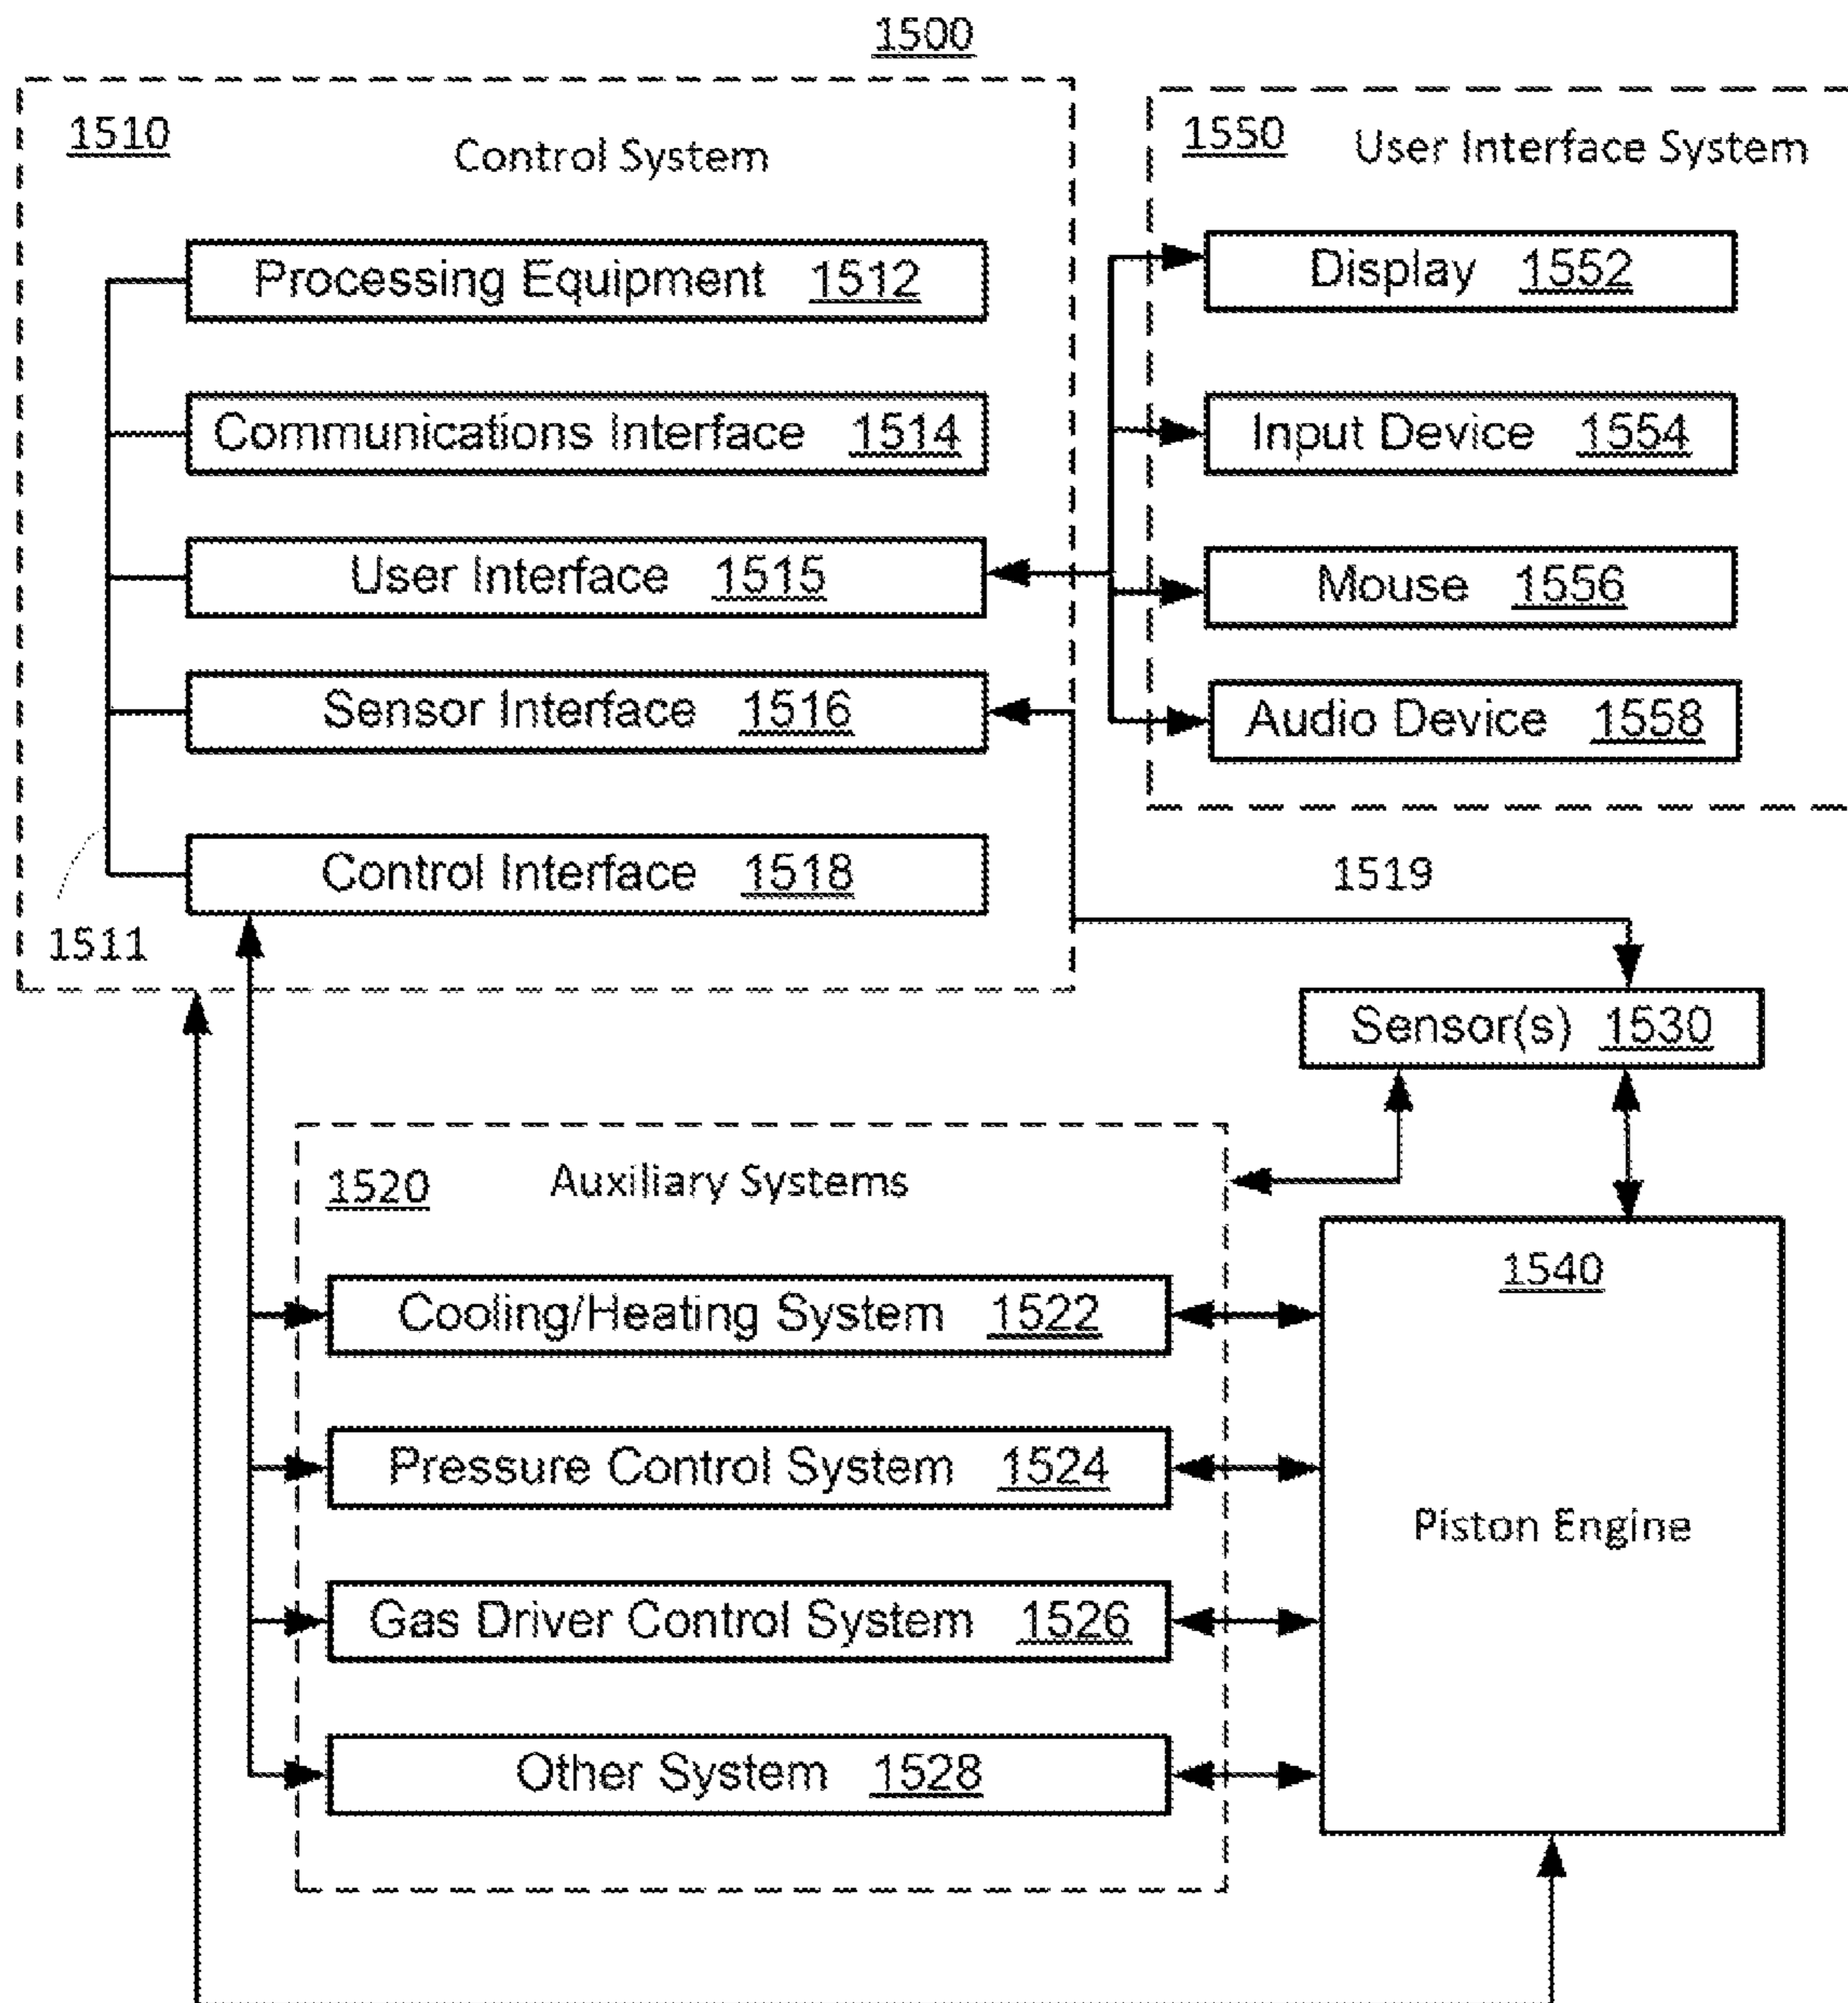 1500
1510
Control System
Processing Equipment 1512
Communications Interface 1514
User Interface 1515
Sensor Interface 1516
Control Interface 1518
1511
1550
User Interface System
Display 1552
Input Device 1554
Mouse 1556
Audio Device 1558
1519
Sensor(s) 1530
1520
Auxiliary Systems
Cooling/Heating System 1522
Pressure Control System 1524
Gas Driver Control System 1526
Other System 1528
1540
Piston Engine